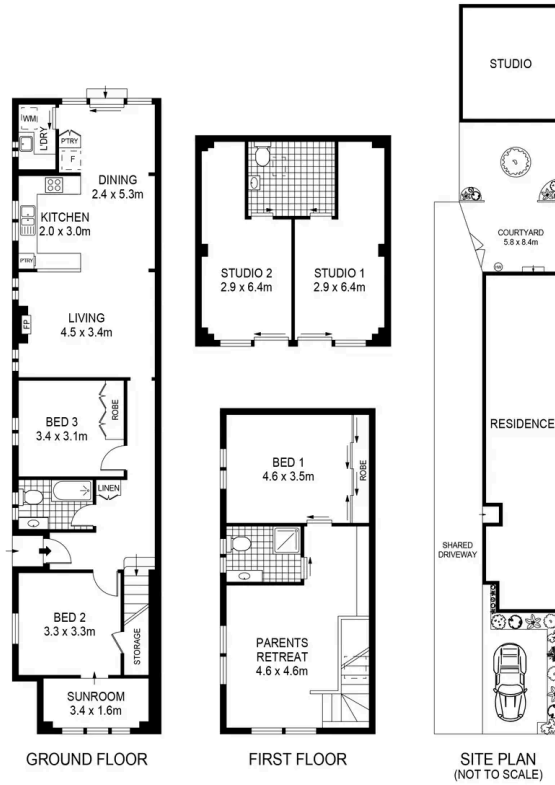 WM
L'DRY
P'TRY
F
DINING
2.4 x 5.3m
KITCHEN
2.0 x 3.0m
P'TRY
LIVING
4.5 x 3.4m
FP
BED 3
3.4 x 3.1m
ROBE
LINEN
BED 2
3.3 x 3.3m
STORAGE
SUNROOM
3.4 x 1.6m
GROUND FLOOR
STUDIO 2
2.9 x 6.4m
STUDIO 1
2.9 x 6.4m
BED 1
4.6 x 3.5m
ROBE
PARENTS
RETREAT
4.6 x 4.6m
FIRST FLOOR
STUDIO
COURTYARD
5.8 x 8.4m
RESIDENCE
SHARED
DRIVEWAY
SITE PLAN
(NOT TO SCALE)